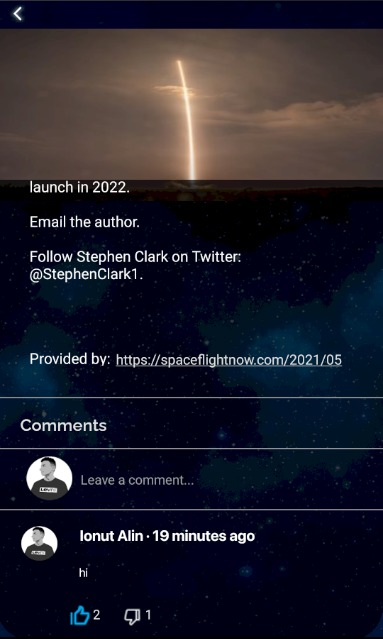 launch in 2022.
Email the author.
Follow Stephen Clark on Twitter:
@StephenClark1.
Provided by: https://spaceflightnow.com/2021/05
Comments
Leave a comment...
Ionut Alin · 19 minutes ago
hi
2 1